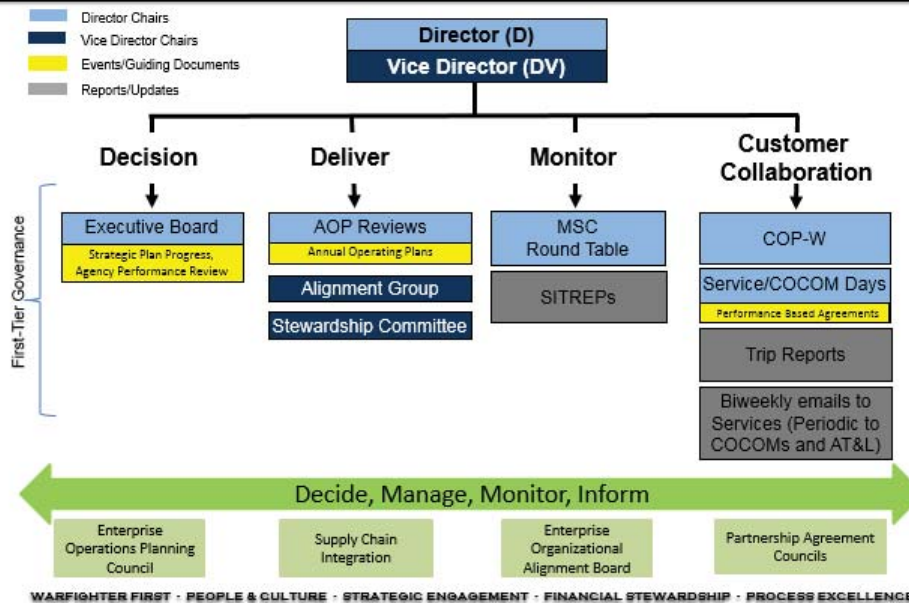 Director Chairs
Vice Director Chairs
Events/Guiding Documents
Reports/Updates
Director (D)
Vice Director (DV)
Decision
Deliver
Monitor
Customer
Collaboration
First-Tier Governance
Executive Board
Strategic Plan Progress,
Agency Performance Review
AOP Reviews
Annual Operating Plans
Alignment Group
Stewardship Committee
MSC
Round Table
SITREPs
COP-W
Service/COCOM Days
Performance Based Agreements
Trip Reports
Biweekly emails to
Services (Periodic to
COCOMs and AT&L)
Decide, Manage, Monitor, Inform
Enterprise
Operations Planning
Council
Supply Chain
Integration
Enterprise
Organizational
Alignment Board
Partnership Agreement
Councils
WARFIGHTER FIRST · PEOPLE & CULTURE · STRATEGIC ENGAGEMENT · FINANCIAL STEWARDSHIP · PROCESS EXCELLENCE